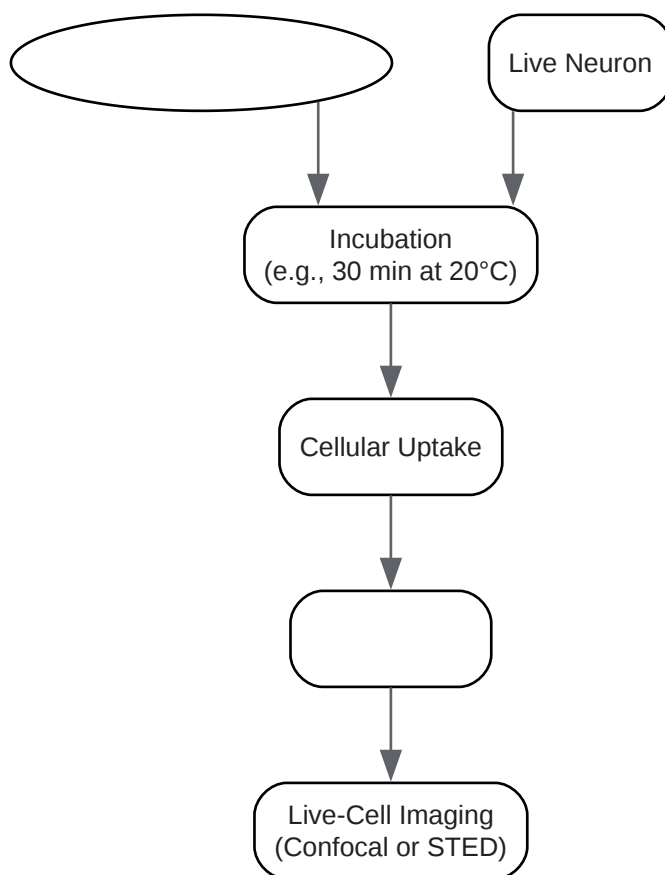 Live Neuron
Incubation
(e.g., 30 min at 20°C)
Cellular Uptake
Live-Cell Imaging
(Confocal or STED)